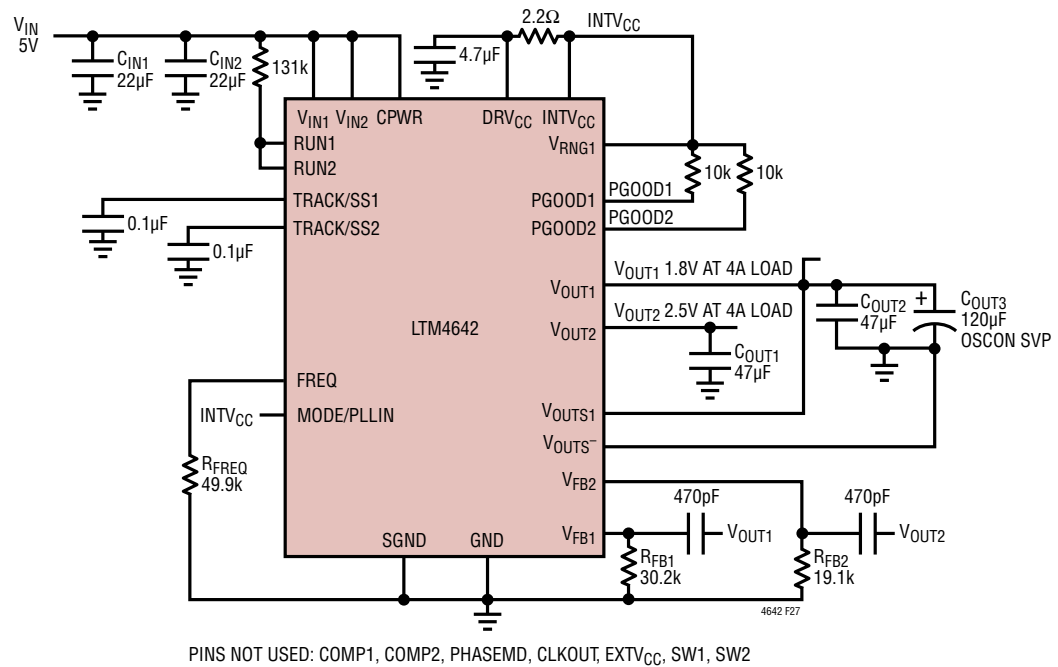 VIN
5V
CIN1
22µF
CIN2
22µF
131k
4.7µF
2.2Ω
INTVCC
VIN1 VIN2 CPWR DRVCC INTVCC
RUN1
RUN2
TRACK/SS1
TRACK/SS2
0.1µF
0.1µF
VRNG1
PGOOD1
PGOOD2
10k
10k
PGOOD1
PGOOD2
VOUT1 1.8V AT 4A LOAD
VOUT1
VOUT2 2.5V AT 4A LOAD
VOUT2
LTM4642
COUT1
47µF
COUT2
47µF
+
COUT3
120µF
OSCON SVP
FREQ
INTVCC
MODE/PLLIN
VOUTS1
VOUTS–
RFREQ
49.9k
VFB2
VFB1
SGND GND
470pF
VOUT1
RFB1
30.2k
470pF
VOUT2
RFB2
19.1k
4642 F27
PINS NOT USED: COMP1, COMP2, PHASEMD, CLKOUT, EXTVCC, SW1, SW2